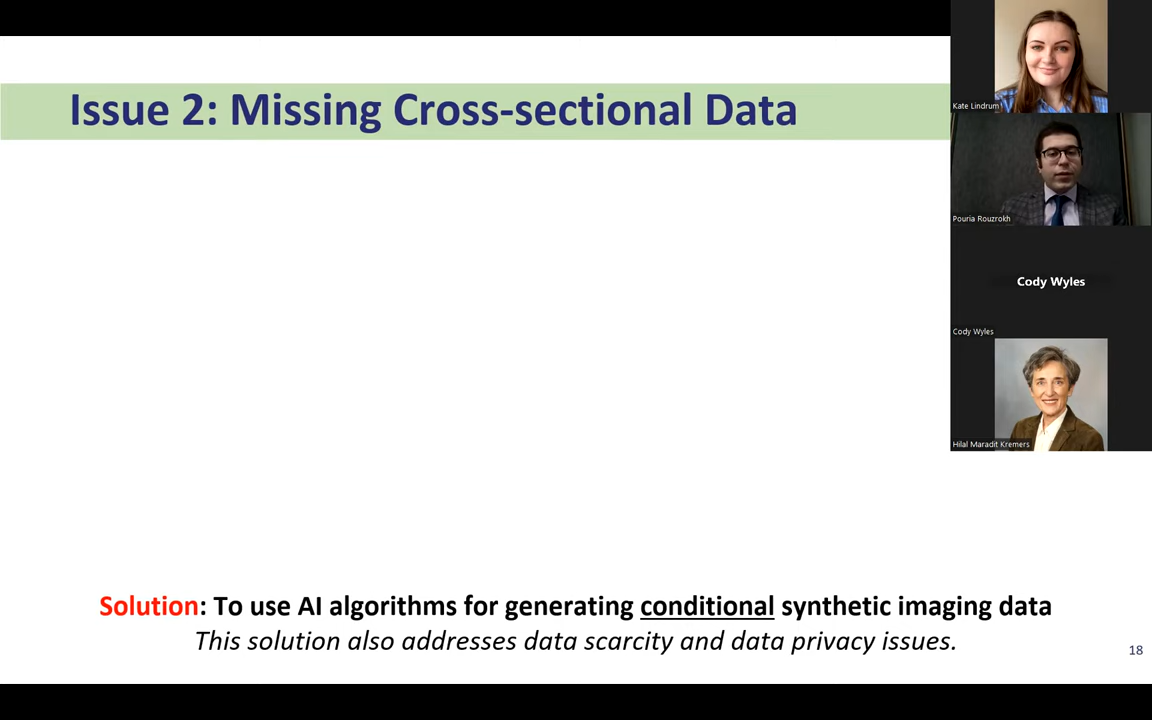 Issue 2: Missing Cross-sectional Data
Kate Lindrum
Pouria Rouzrokh
Cody Wyles
Cody Wyles
Hilal Maradit Kremers
Solution: To use AI algorithms for generating conditional synthetic imaging data
This solution also addresses data scarcity and data privacy issues.
18